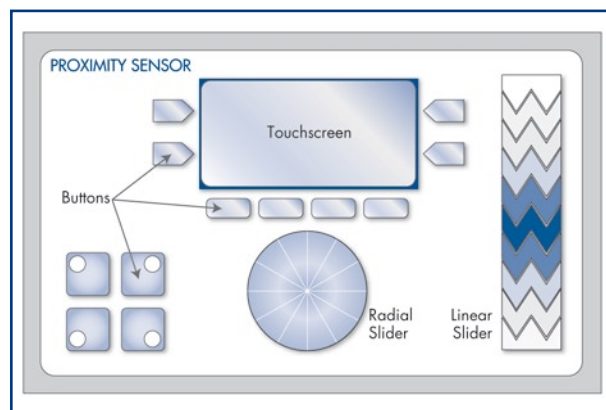 PROXIMITY SENSOR
Touchscreen
Buttons
Radial
Slider
Linear
Slider